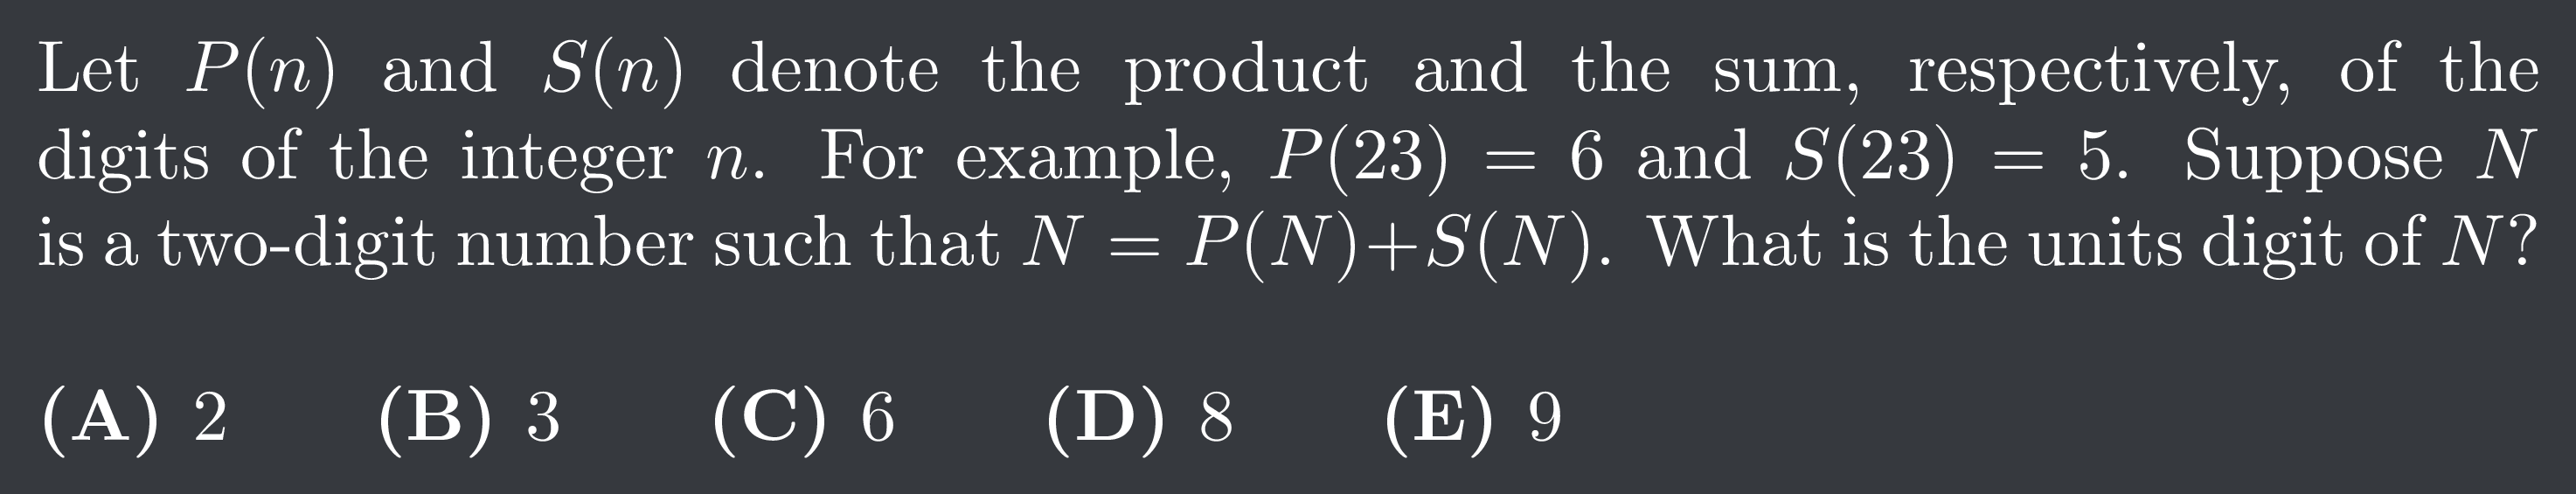 Let P(n) and S(n) denote the product and the sum, respectively, of the
digits of the integer n. For example, P(23) = 6 and S(23) = 5. Suppose N
is a two-digit number such that N = P(N)+S(N). What is the units digit of N?
(A) 2 (B) 3 (C) 6 (D) 8 (E) 9